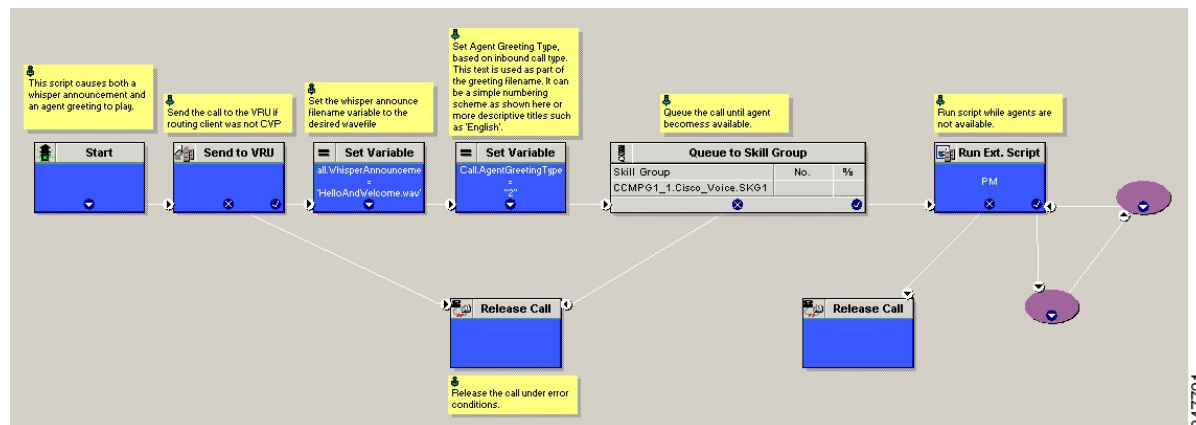 This script causes both a
whisper announcement and
an agent greeting to play.
Send the call to the VRU if
routing client was not CVP
Set the whisper announce
filename variable to the
desired wavefile
Set Agent Greeting Type,
based on inbound call type.
This text is used as part of
the greeting filename. It can
be a simple numbering
scheme as shown here or
more descriptive titles such
as 'English'.
Queue the call until agent
becomess available.
Run script while agents are
not available.
Start
Send to VRU
Set Variable
all.WhisperAnnounceme
=
'HelloAndWelcome.wav'
Set Variable
Call.AgentGreetingType
=
"2"
Queue to Skill Group
Skill Group No. %
CCMPG1_1.Cisco_Voice.SKG1
Run Ext. Script
PM
Release Call
Release the call under error
conditions.
Release Call